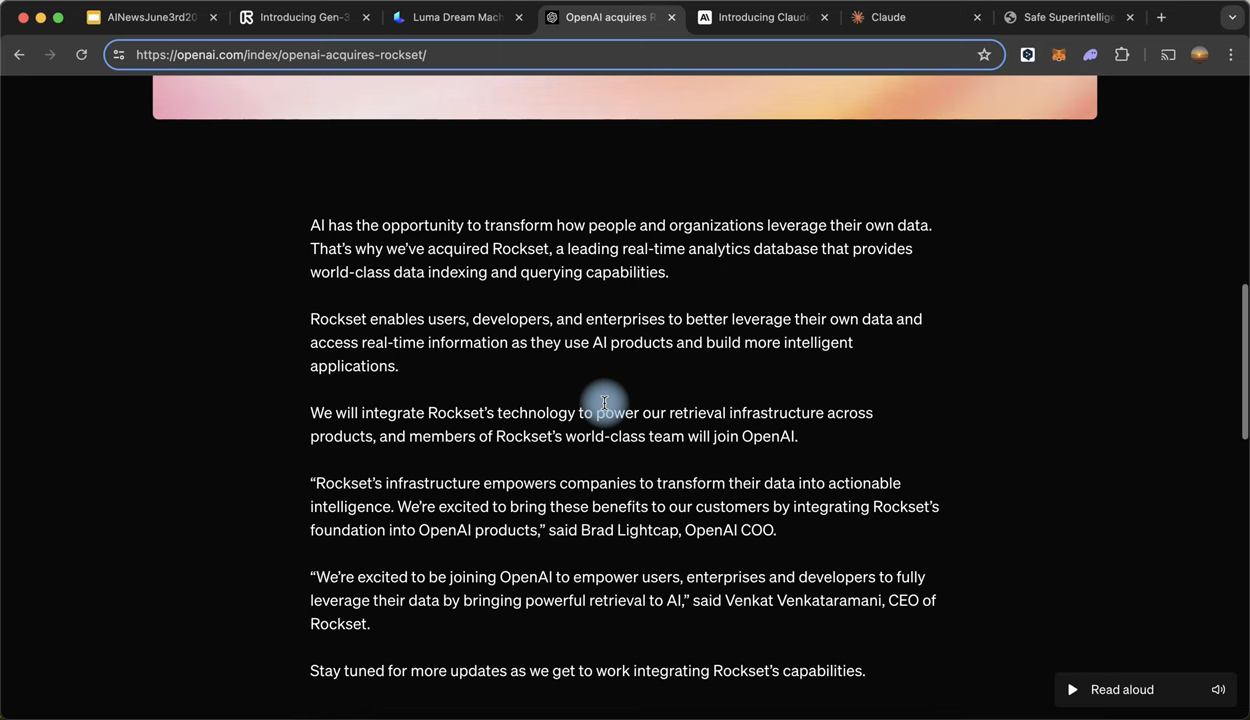 AINewsJune3rd20
Introducing Gen-3
Luma Dream Mach
OpenAI acquires R
Introducing Claude
Claude
Safe Superintellige
https://openai.com/index/openai-acquires-rockset/
AI has the opportunity to transform how people and organizations leverage their own data.
That’s why we’ve acquired Rockset, a leading real-time analytics database that provides
world-class data indexing and querying capabilities.
Rockset enables users, developers, and enterprises to better leverage their own data and
access real-time information as they use AI products and build more intelligent
applications.
We will integrate Rockset’s technology to power our retrieval infrastructure across
products, and members of Rockset’s world-class team will join OpenAI.
“Rockset’s infrastructure empowers companies to transform their data into actionable
intelligence. We’re excited to bring these benefits to our customers by integrating Rockset’s
foundation into OpenAI products,” said Brad Lightcap, OpenAI COO.
“We’re excited to be joining OpenAI to empower users, enterprises and developers to fully
leverage their data by bringing powerful retrieval to AI,” said Venkat Venkataramani, CEO of
Rockset.
Stay tuned for more updates as we get to work integrating Rockset’s capabilities.
Read aloud